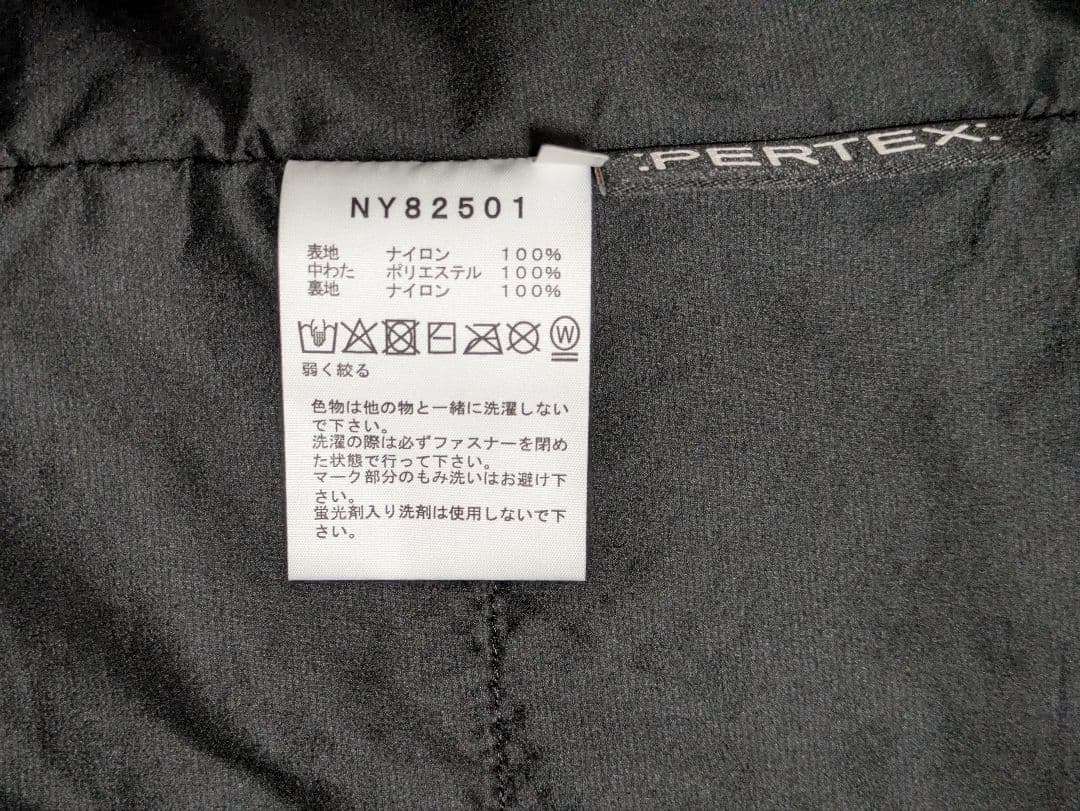 :PERTEX:
NY82501
表地 ナイロン 100%
中わた ポリエステル 100%
裏地 ナイロン 100%
W
弱く絞る
色物は他の物と一緒に洗濯しない
で下さい。
洗濯の際は必ずファスナーを閉め
た状態で行って下さい。
マーク部分のもみ洗いはお避け下
さい。
蛍光剤入り洗剤は使用しないで下
さい。